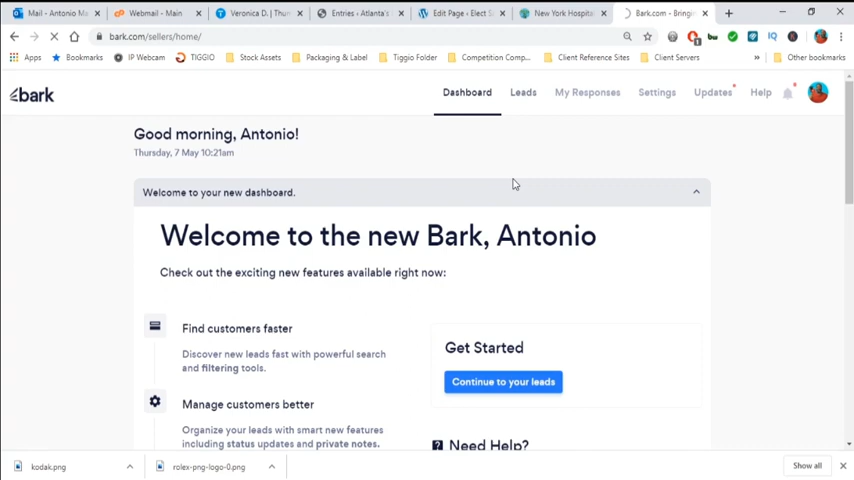 Mail - Antonio Ma
Webmail - Main
Veronica D. | Thum
Entries ‹ Atlanta's
Edit Page ‹ Elect S
New York Hospita
Bark.com - Bringin
bark.com/sellers/home/
Apps
Bookmarks
IP Webcam
TIGGIO
Stock Assets
Packaging & Label
Tiggio Folder
Competition Comp...
Client Reference Sites
Client Servers
»
Other bookmarks
bark
Dashboard
Leads
My Responses
Settings
Updates
Help
Good morning, Antonio!
Thursday, 7 May 10:21am
Welcome to your new dashboard.
Welcome to the new Bark, Antonio
Check out the exciting new features available right now:
Find customers faster
Discover new leads fast with powerful search
and filtering tools.
Get Started
Continue to your leads
Manage customers better
Organize your leads with smart new features
including status updates and private notes.
Need Help?
kodak.png
rolex-png-logo-0.png
Show all